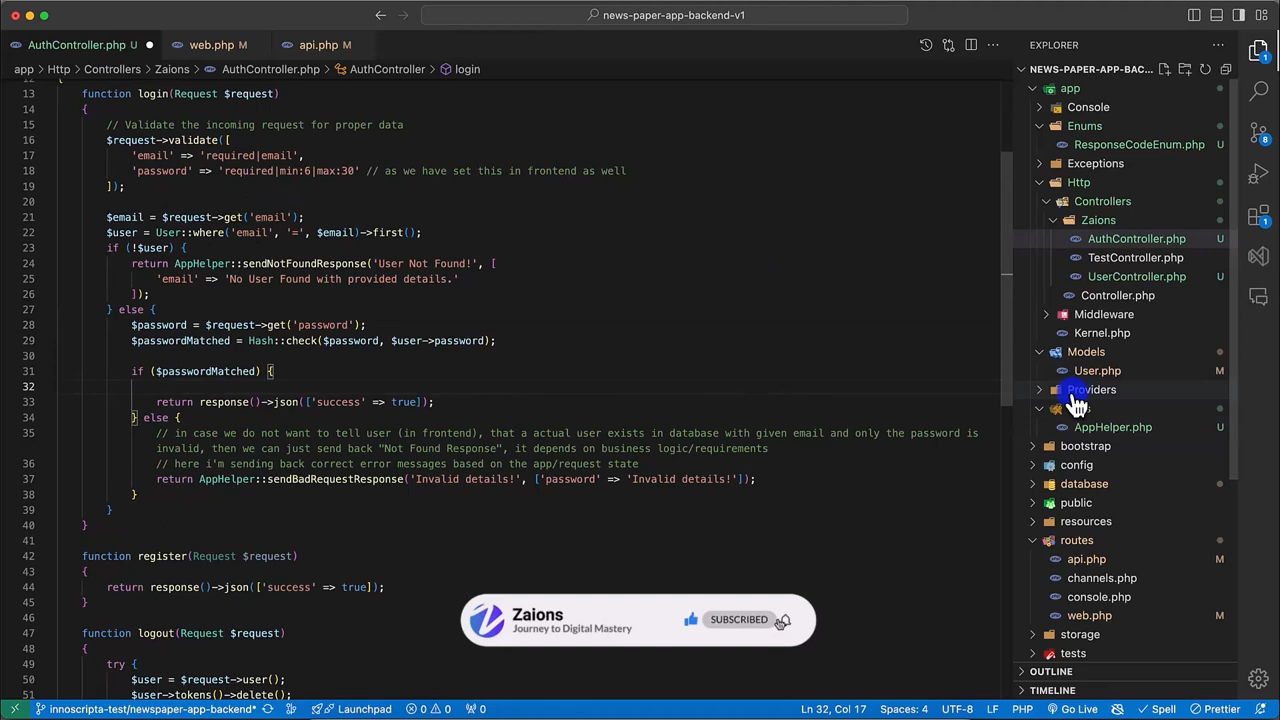 news-paper-app-backend-v1
AuthController.php U
web.php M
api.php M
EXPLORER
app > Http > Controllers > Zaions > AuthController.php > AuthController > login
NEWS-PAPER-APP-BAC...
13 function login(Request $request)
14 {
15 // Validate the incoming request for proper data
16 $request->validate([
17 'email' => 'required|email',
18 'password' => 'required|min:6|max:30' // as we have set this in frontend as well
19 ]);
20
21 $email = $request->get('email');
22 $user = User::where('email', '=', $email)->first();
23 if (!$user) {
24 return AppHelper::sendNotFoundResponse('User Not Found!', [
25 'email' => 'No User Found with provided details.'
26 ]);
27 } else {
28 $password = $request->get('password');
29 $passwordMatched = Hash::check($password, $user->password);
30
31 if ($passwordMatched) {
32
33 return response()->json(['success' => true]);
34 } else {
35 // in case we do not want to tell user (in frontend), that a actual user exists in database with given email and only the password is
invalid, then we can just send back "Not Found Response", it depends on business logic/requirements
36 // here i'm sending back correct error messages based on the app/request state
37 return AppHelper::sendBadRequestResponse('Invalid details!', ['password' => 'Invalid details!']);
38 }
39 }
40 }
41
42 function register(Request $request)
43 {
44 return response()->json(['success' => true]);
45 }
46
47 function logout(Request $request)
48 {
49 try {
50 $user = $request->user();
51 $user->tokens()->delete();
Zaions
Journey to Digital Mastery
SUBSCRIBED
app
Console
Enums
ResponseCodeEnum.php U
Exceptions
Http
Controllers
Zaions
AuthController.php U
TestController.php
UserController.php U
Controller.php
Middleware
Kernel.php
Models
User.php M
Providers
AppHelper.php U
bootstrap
config
database
public
resources
routes
api.php M
channels.php
console.php
web.php M
storage
tests
OUTLINE
TIMELINE
1
8
1
innoscripta-test/newspaper-app-backend*
Launchpad
0
0
0
Ln 32, Col 17
Spaces: 4
UTF-8
LF
PHP
Go Live
Spell
Prettier